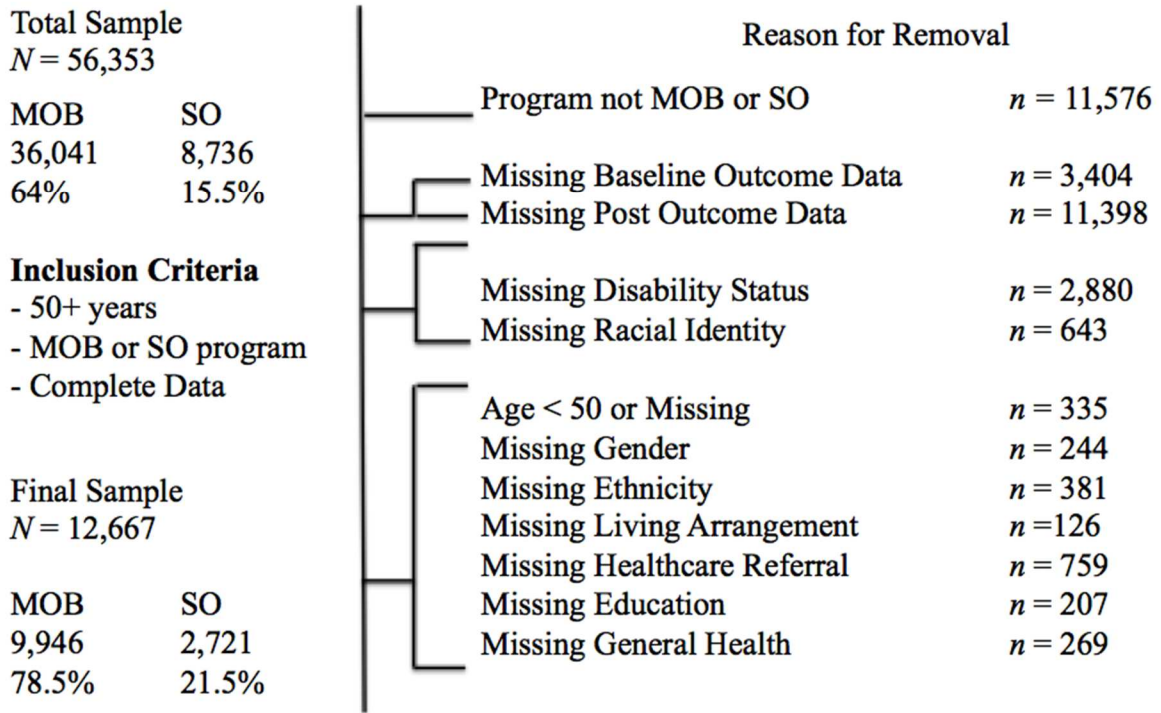 Total Sample
N = 56,353
MOB SO
36,041 8,736
64% 15.5%
Inclusion Criteria
- 50+ years
- MOB or SO program
- Complete Data
Final Sample
N = 12,667
MOB SO
9,946 2,721
78.5% 21.5%
Reason for Removal
Program not MOB or SO n = 11,576
Missing Baseline Outcome Data n = 3,404
Missing Post Outcome Data n = 11,398
Missing Disability Status n = 2,880
Missing Racial Identity n = 643
Age < 50 or Missing n = 335
Missing Gender n = 244
Missing Ethnicity n = 381
Missing Living Arrangement n =126
Missing Healthcare Referral n = 759
Missing Education n = 207
Missing General Health n = 269